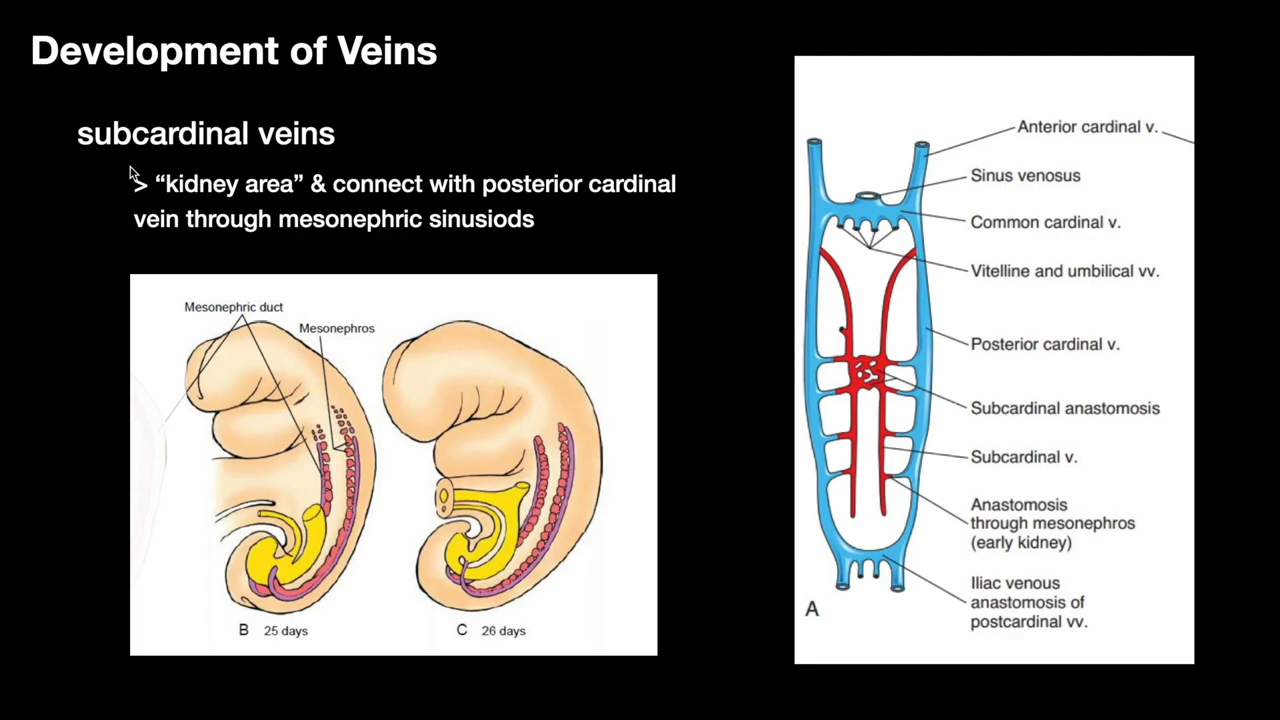 Development of Veins
subcardinal veins
> “kidney area” & connect with posterior cardinal
vein through mesonephric sinusiods
Mesonephric duct
Mesonephros
B 25 days
C 26 days
Anterior cardinal v.
Sinus venosus
Common cardinal v.
Vitelline and umbilical vv.
Posterior cardinal v.
Subcardinal anastomosis
Subcardinal v.
Anastomosis
through mesonephros
(early kidney)
Iliac venous
anastomosis of
postcardinal vv.
A